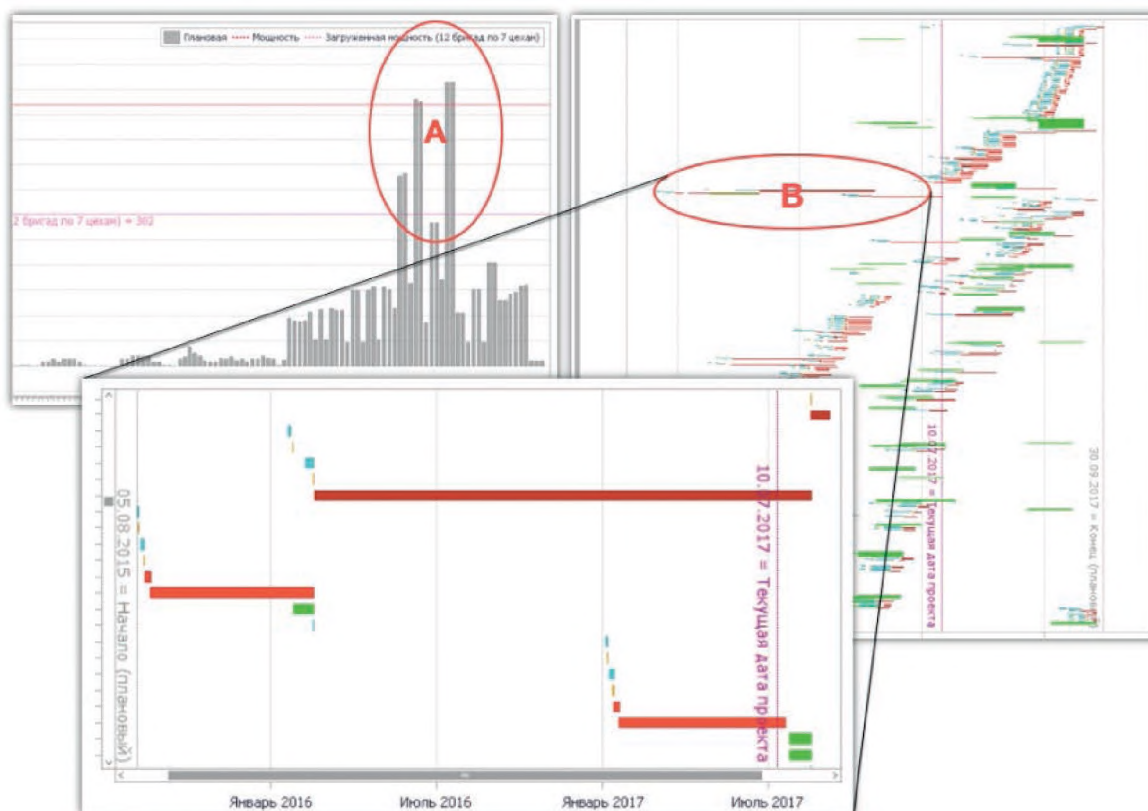 Плановая Мощность Загруженная мощность (12 бригад по 7 цехам)
A
2 бригад по 7 цехам) = 302
B
10.07.2017 = Текущая дата проекта
30.09.2017 = Конец (плановый)
05.08.2015 = Начало (плановый)
10.07.2017 = Текущая дата проекта
Январь 2016 Июль 2016 Январь 2017 Июль 2017